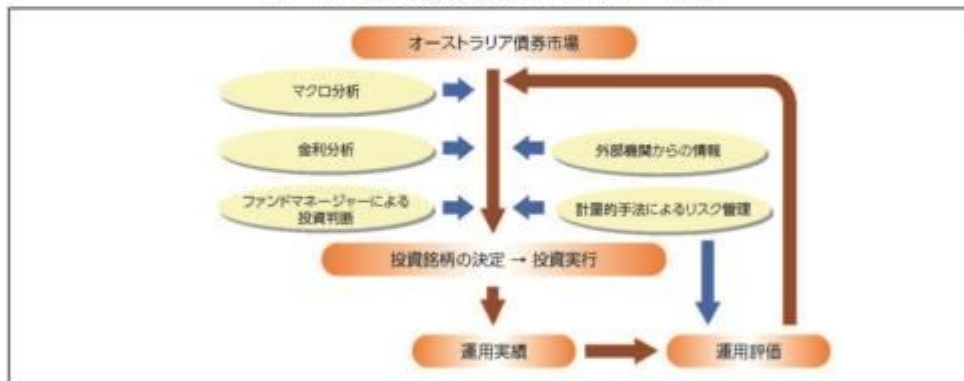 オーストラリア債券市場
マクロ分析
金利分析
外部機関からの情報
ファンドマネージャーによる
投資判断
計量的手法によるリスク管理
投資銘柄の決定 → 投資実行
運用実績
運用評価